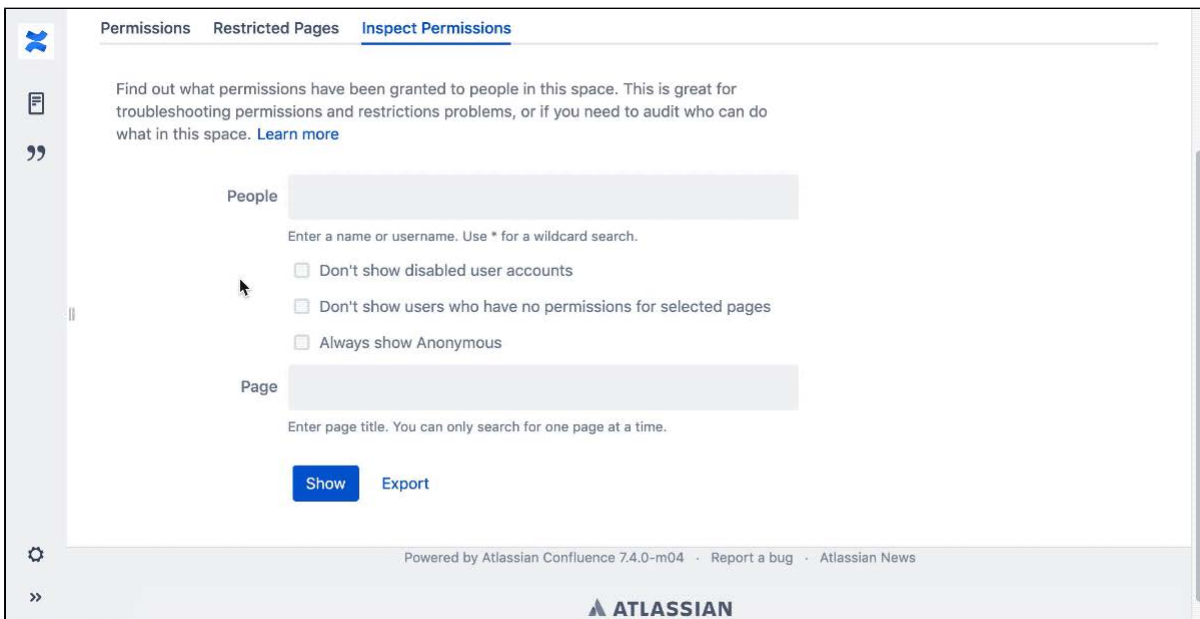 Permissions Restricted Pages Inspect Permissions
Find out what permissions have been granted to people in this space. This is great for
troubleshooting permissions and restrictions problems, or if you need to audit who can do
what in this space. Learn more
People
Enter a name or username. Use * for a wildcard search.
Don't show disabled user accounts
Don't show users who have no permissions for selected pages
Always show Anonymous
Page
Enter page title. You can only search for one page at a time.
Show Export
Powered by Atlassian Confluence 7.4.0-m04 · Report a bug · Atlassian News
ATLASSIAN